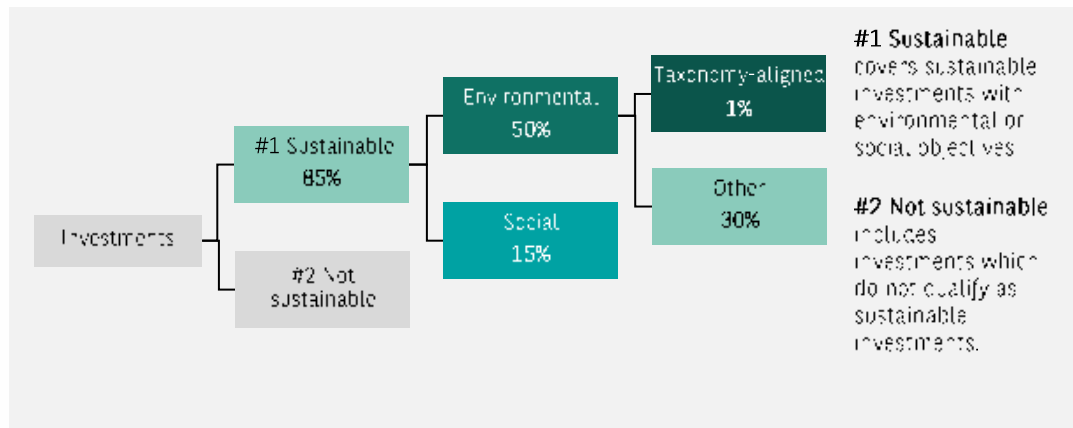 Investments
#1 Sustainable
85%
#2 Not
sustainable
Environmental
50%
Social
15%
Taxonomy-aligned
1%
Other
30%
#1 Sustainable
covers sustainable
investments with
environmental or
social objectives
#2 Not sustainable
includes
investments which
do not qualify as
sustainable
investments.